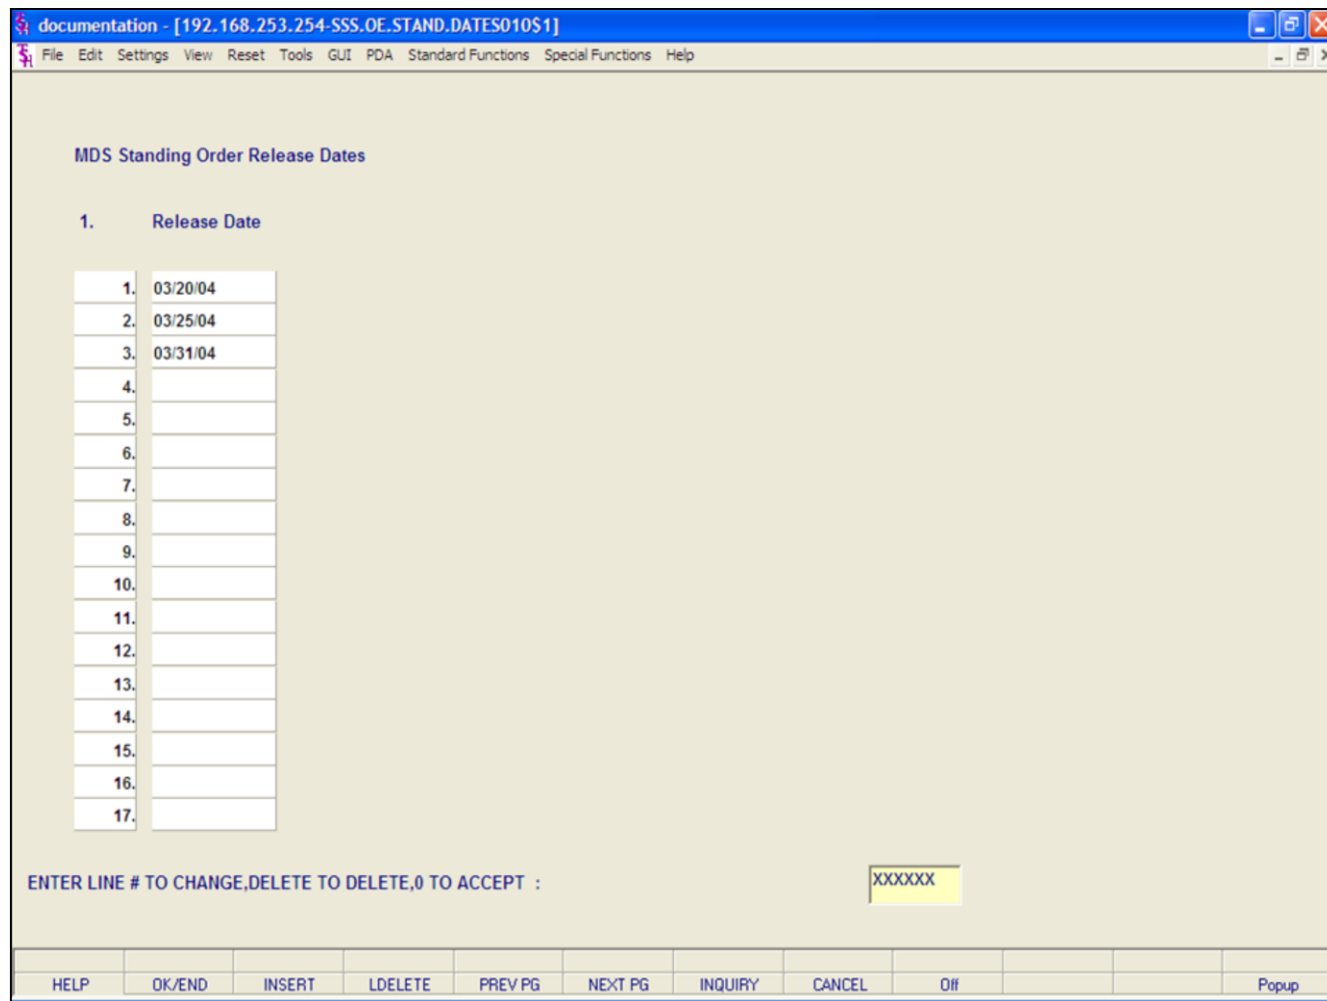 documentation - [192.168.253.254-SSS.OE.STAND.DATES010$1]
File Edit Settings View Reset Tools GUI PDA Standard Functions Special Functions Help
MDS Standing Order Release Dates
1. Release Date
1. 03/20/04
2. 03/25/04
3. 03/31/04
4.
5.
6.
7.
8.
9.
10.
11.
12.
13.
14.
15.
16.
17.
ENTER LINE # TO CHANGE,DELETE TO DELETE,0 TO ACCEPT : XXXXXX
HELP OK/END INSERT LDELETE PREV PG NEXT PG INQUIRY CANCEL Off Popup